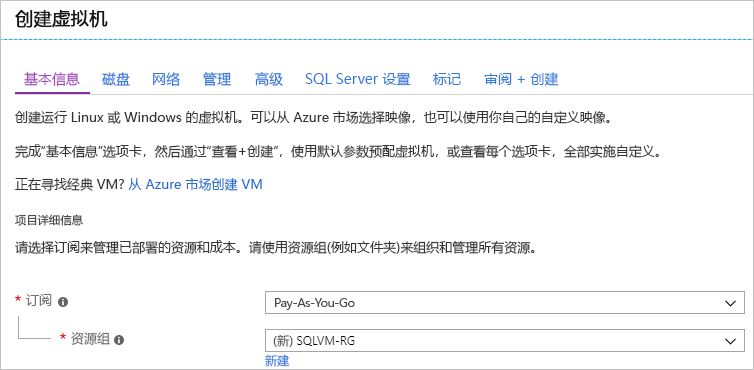 创建虚拟机
基本信息 磁盘 网络 管理 高级 SQL Server 设置 标记 审阅 + 创建
创建运行 Linux 或 Windows 的虚拟机。可以从 Azure 市场选择映像，也可以使用你自己的自定义映像。
完成“基本信息”选项卡，然后通过“查看+创建”，使用默认参数预配虚拟机，或查看每个选项卡，全部实施自定义。
正在寻找经典 VM? 从 Azure 市场创建 VM
项目详细信息
请选择订阅来管理已部署的资源和成本。请使用资源组(例如文件夹)来组织和管理所有资源。
* 订阅 Pay-As-You-Go
* 资源组 (新) SQLVM-RG
新建